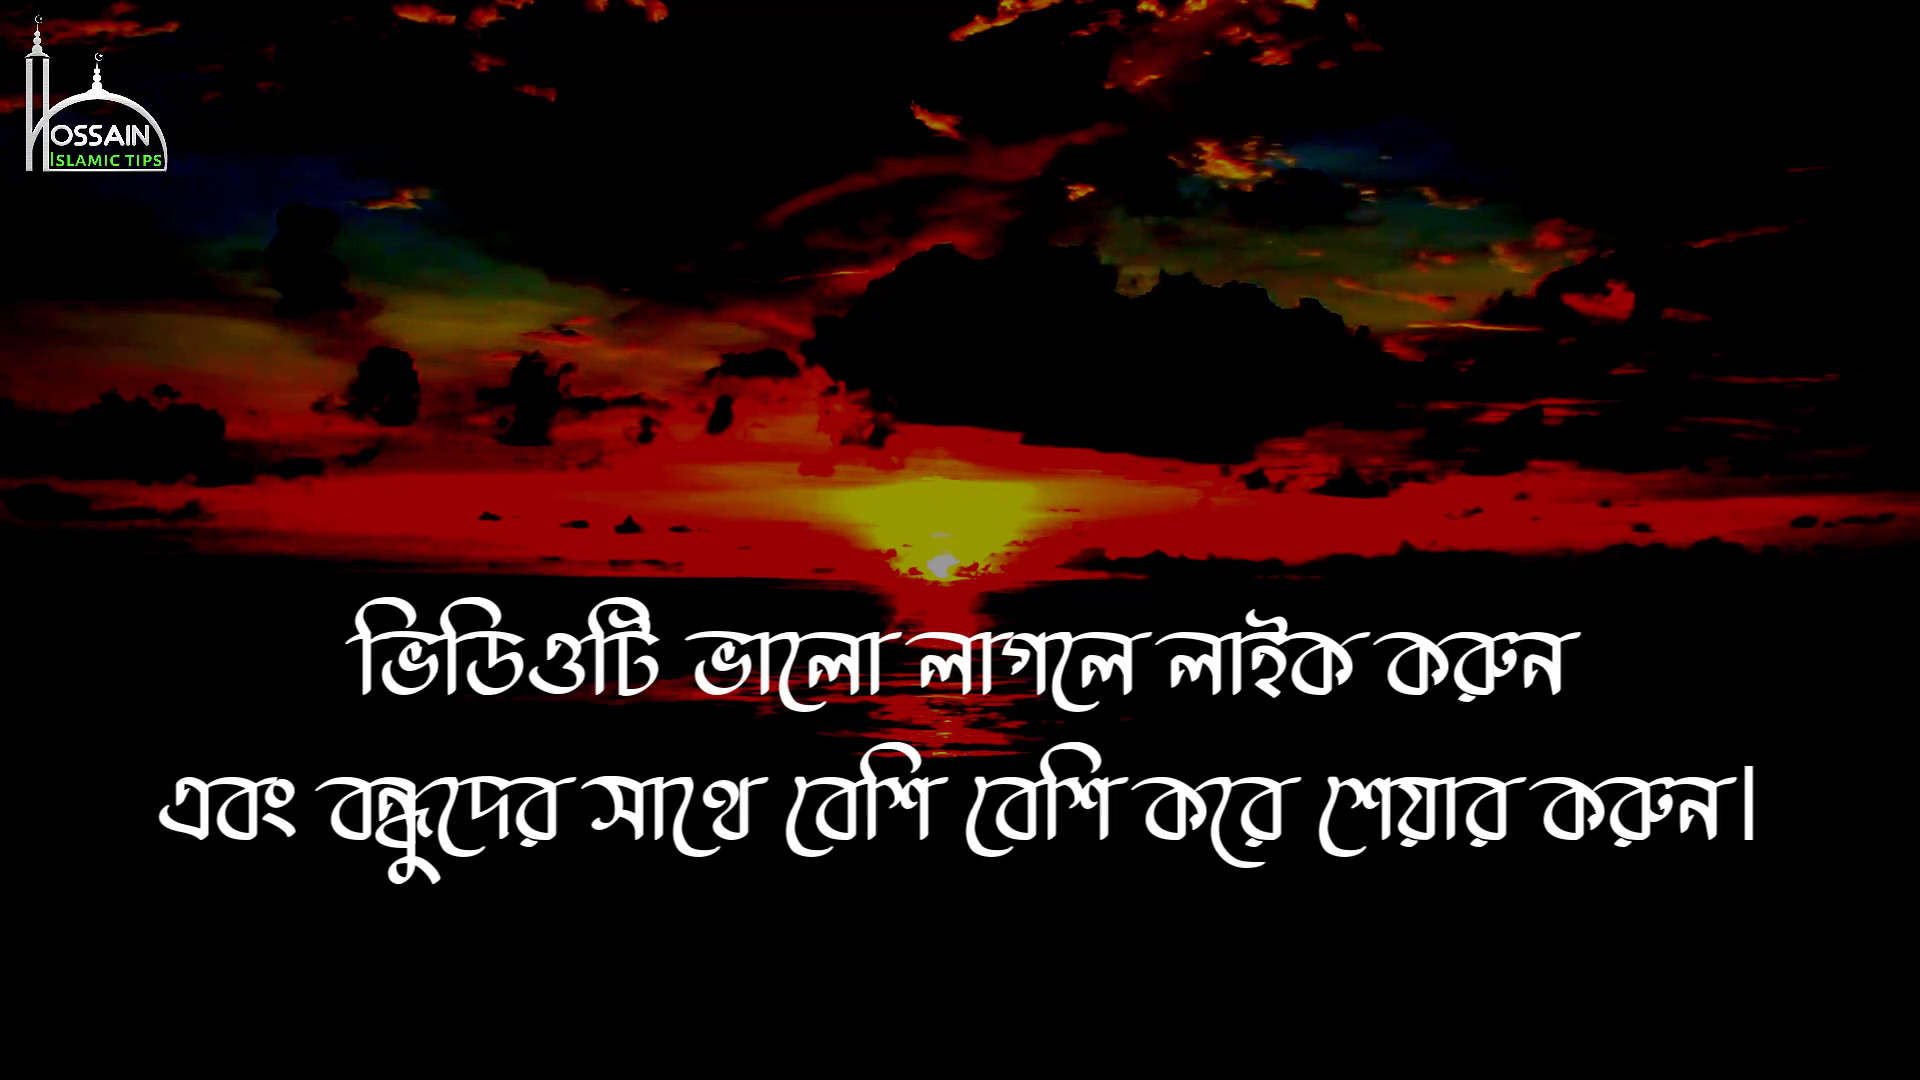 HOSSAIN
ISLAMIC TIPS
ভিডিওটি ভালো লাগলে লাইক করুন
এবং বন্ধুদের সাথে বেশি বেশি করে শেয়ার করুন।